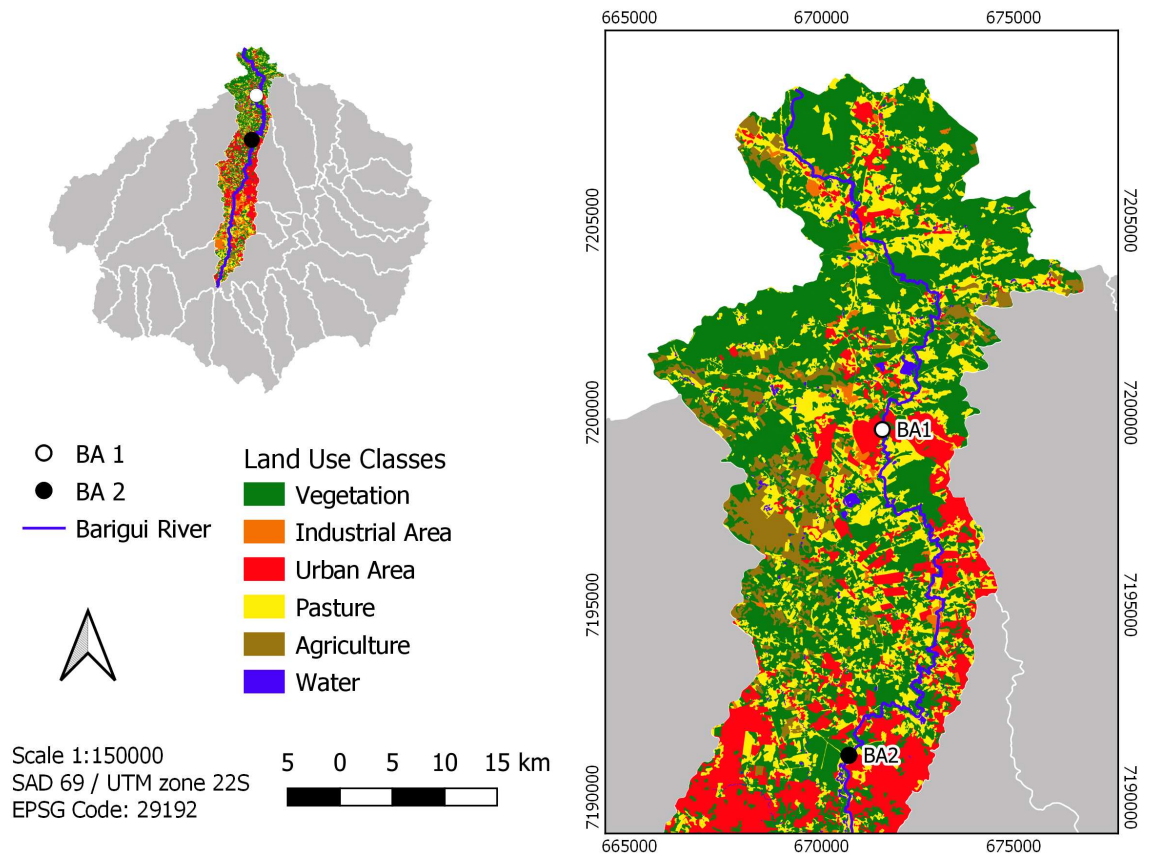 665000 670000 675000
7205000 7205000
7200000 7200000
BA1
7195000 7195000
BA2
7190000 7190000
665000 670000 675000
BA 1
BA 2
Barigui River
Land Use Classes
Vegetation
Industrial Area
Urban Area
Pasture
Agriculture
Water
Scale 1:150000
SAD 69 / UTM zone 22S
EPSG Code: 29192
5 0 5 10 15 km